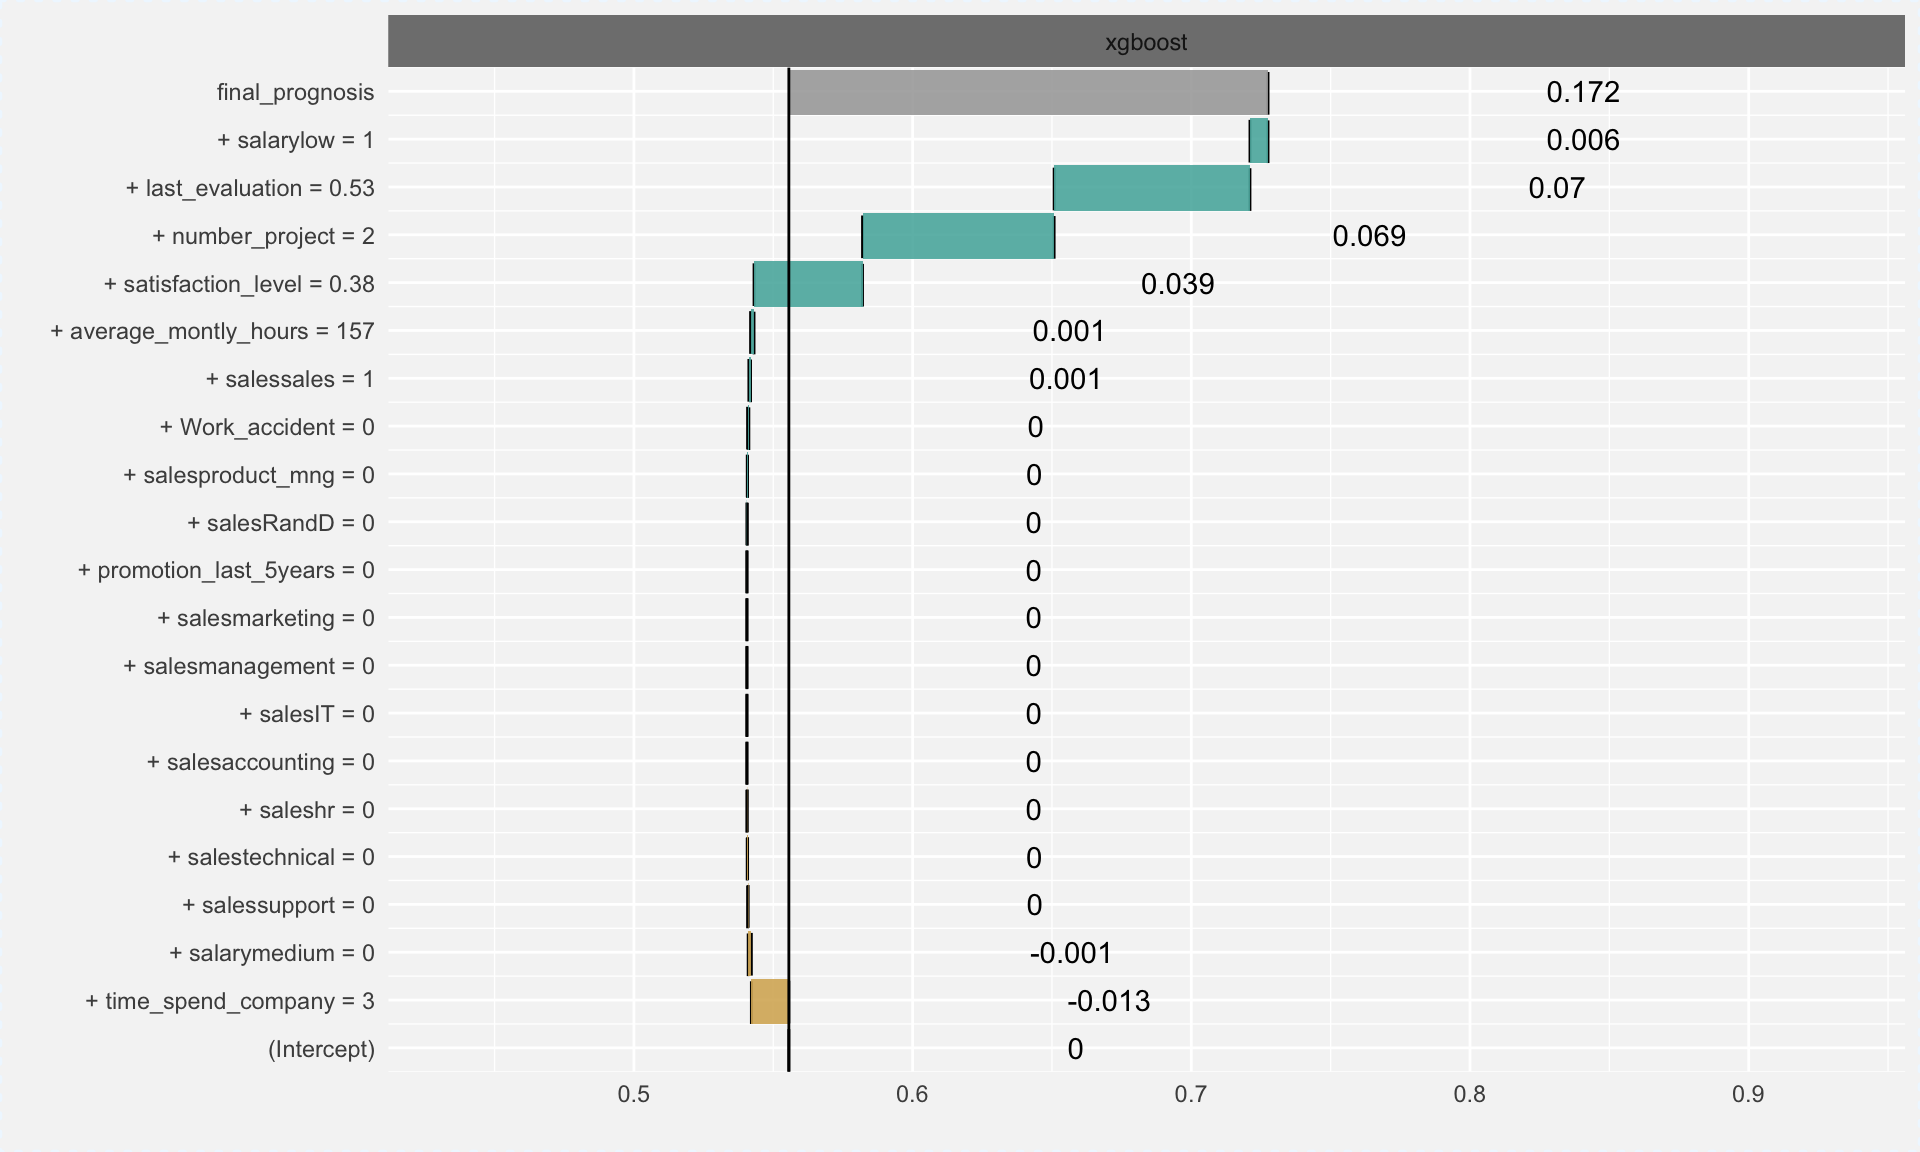 xgboost
final_prognosis 0.172
+ salarylow = 1 0.006
+ last_evaluation = 0.53 0.07
+ number_project = 2 0.069
+ satisfaction_level = 0.38 0.039
+ average_montly_hours = 157 0.001
+ salessales = 1 0.001
+ Work_accident = 0 0
+ salesproduct_mng = 0 0
+ salesRandD = 0 0
+ promotion_last_5years = 0 0
+ salesmarketing = 0 0
+ salesmanagement = 0 0
+ salesIT = 0 0
+ salesaccounting = 0 0
+ saleshr = 0 0
+ salestechnical = 0 0
+ salessupport = 0 0
+ salarymedium = 0 -0.001
+ time_spend_company = 3 -0.013
(Intercept) 0
0.5 0.6 0.7 0.8 0.9